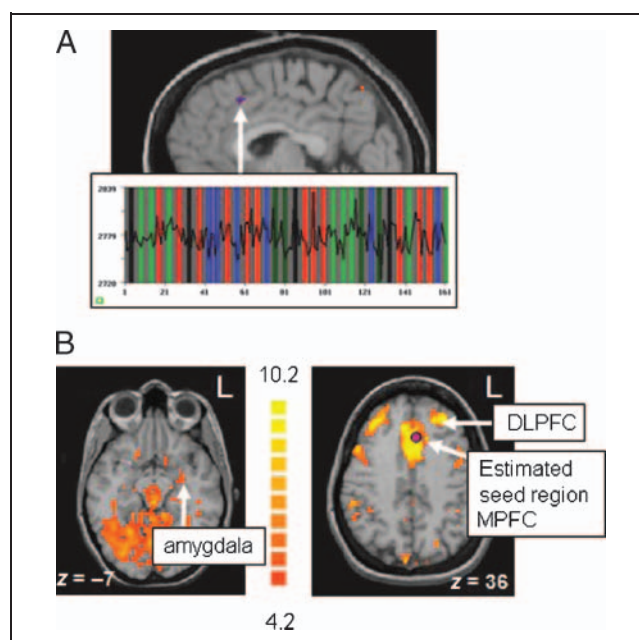 A
2839
2779
2720
1 21 41 61 81 101 121 141 161
B
L
10.2
L
DLPFC
Estimated
seed region
MPFC
amygdala
z = –7
z = 36
4.2